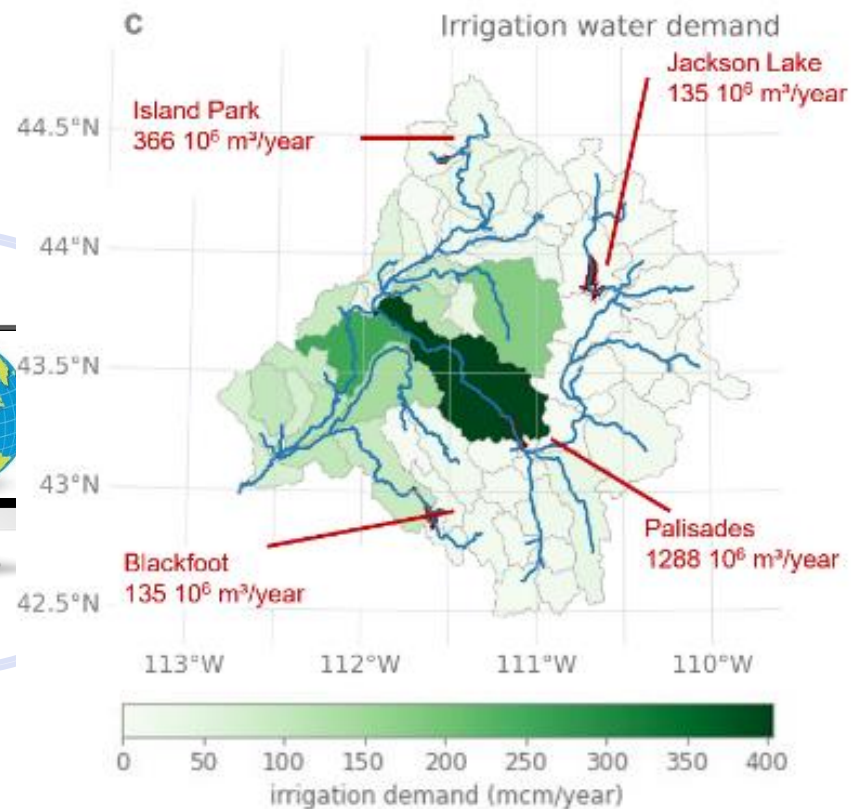 c
Irrigation water demand
Jackson Lake
135 10⁶ m³/year
Island Park
366 10⁶ m³/year
44.5°N
44°N
43.5°N
43°N
42.5°N
Palisades
1288 10⁶ m³/year
Blackfoot
135 10⁶ m³/year
113°W 112°W 111°W 110°W
0 50 100 150 200 250 300 350 400
irrigation demand (mcm/year)